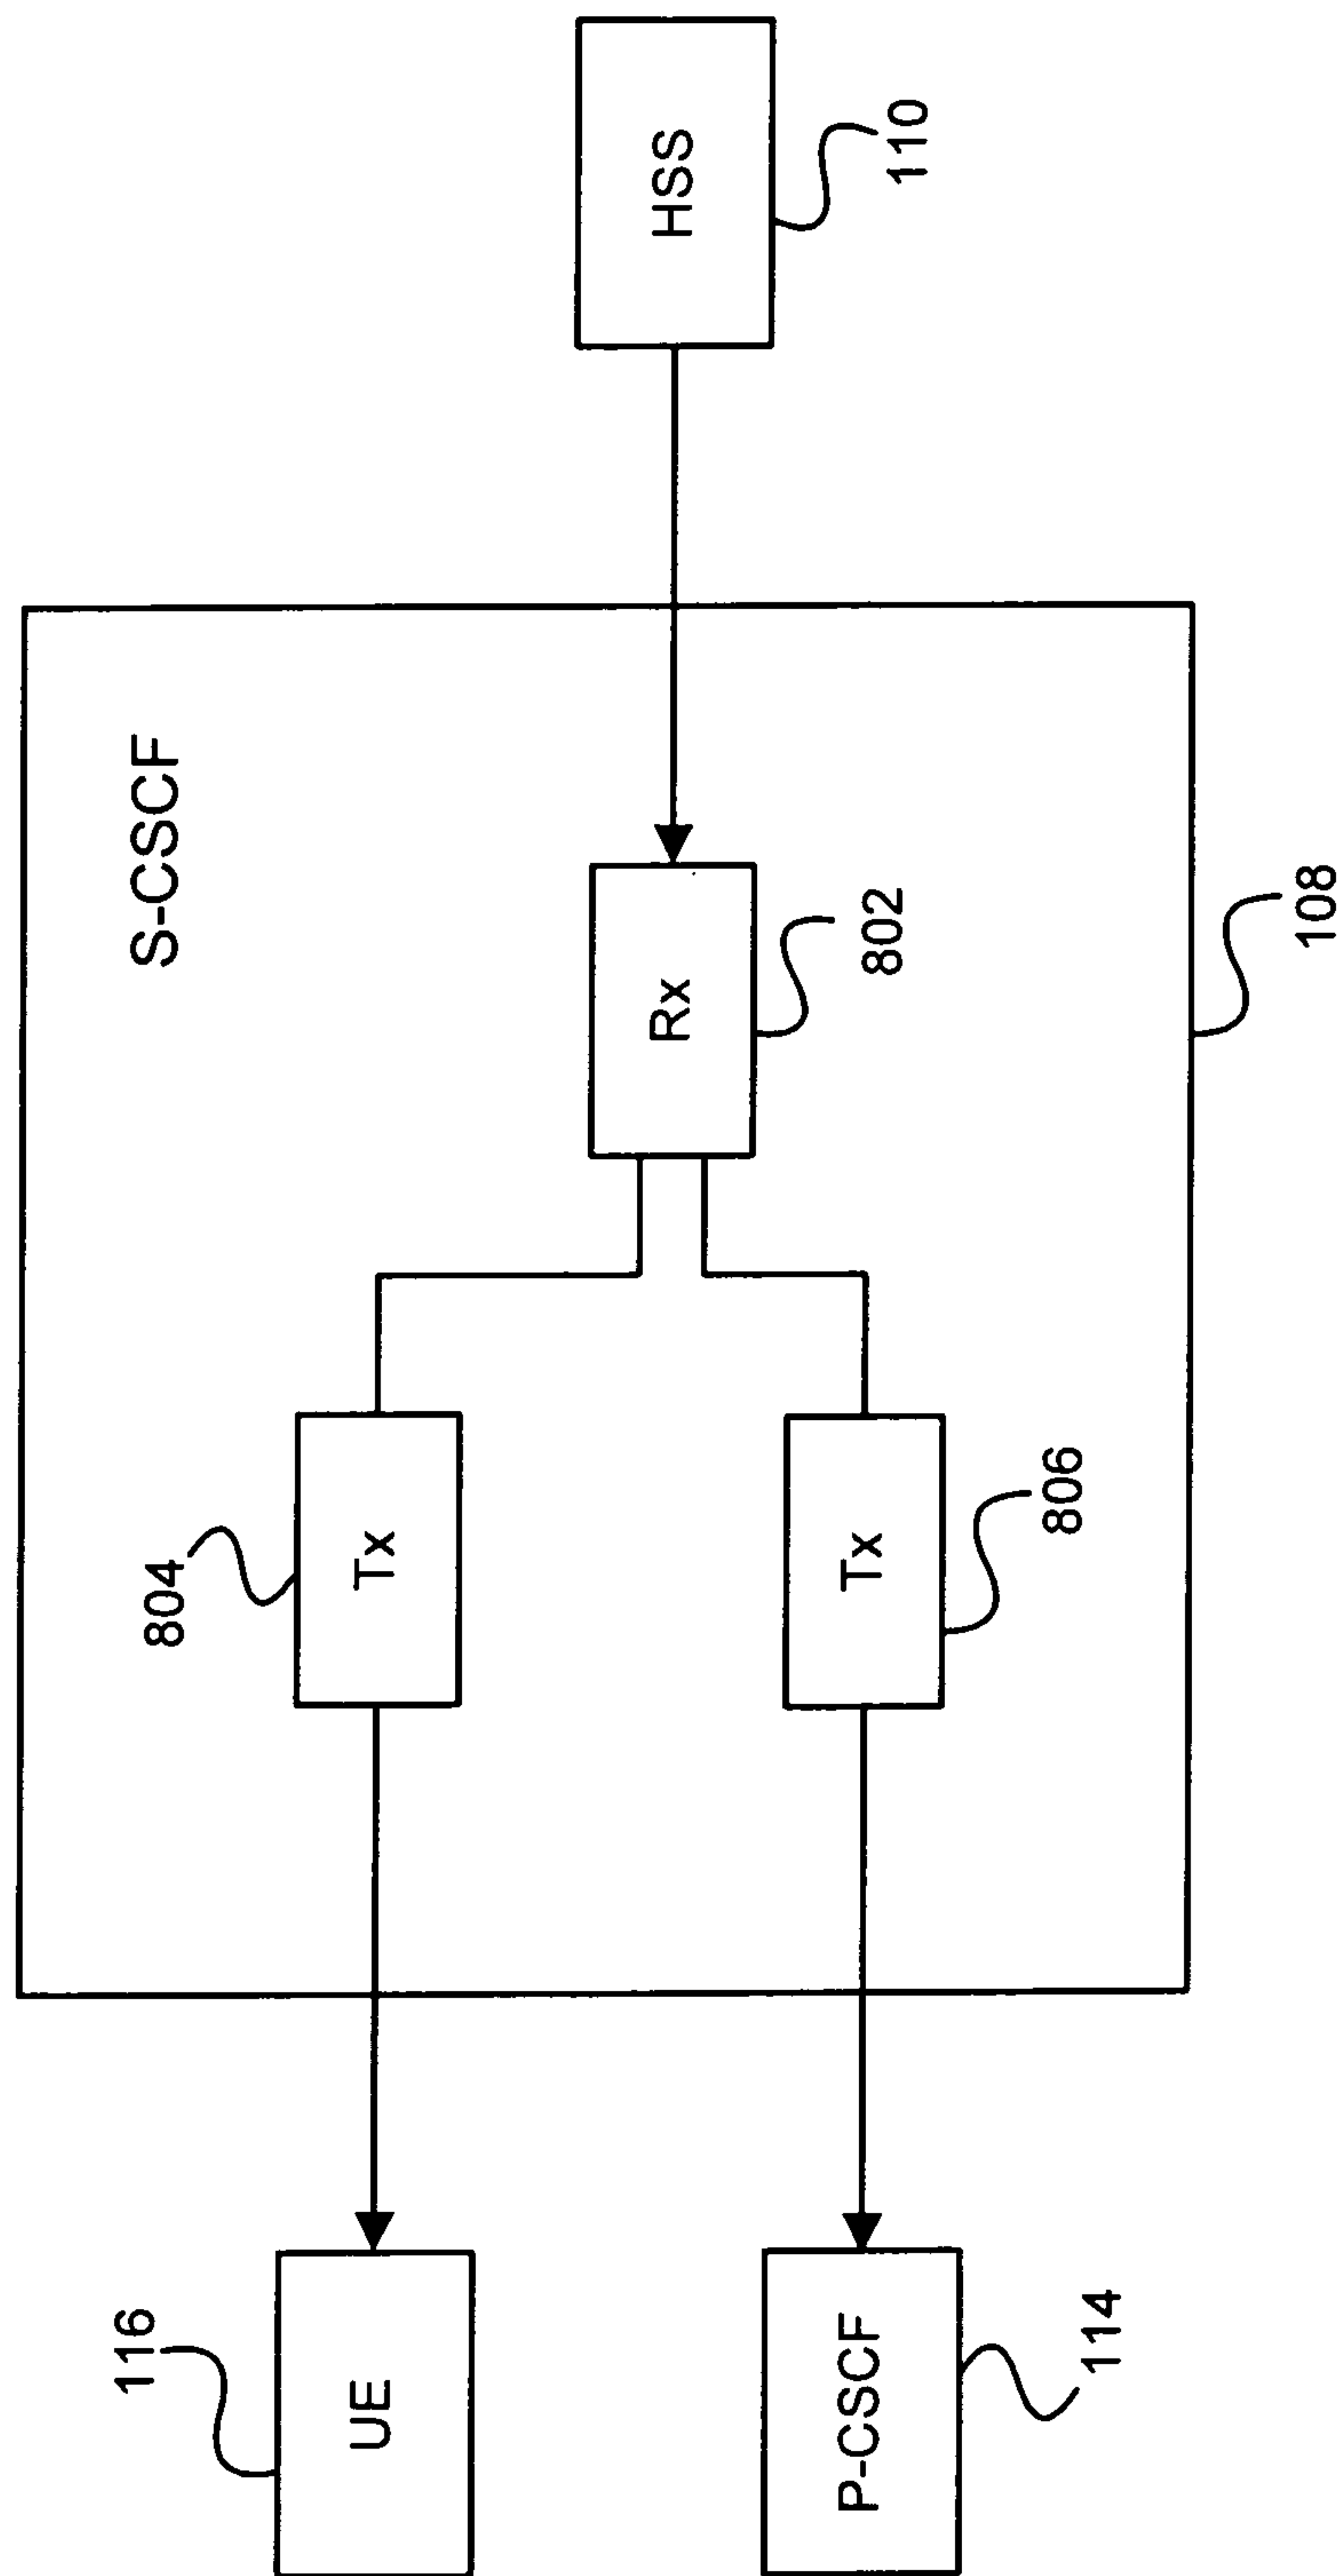 S-CSCF
116
UE
804
Tx
Rx
802
HSS
110
P-CSCF
114
Tx
806
108